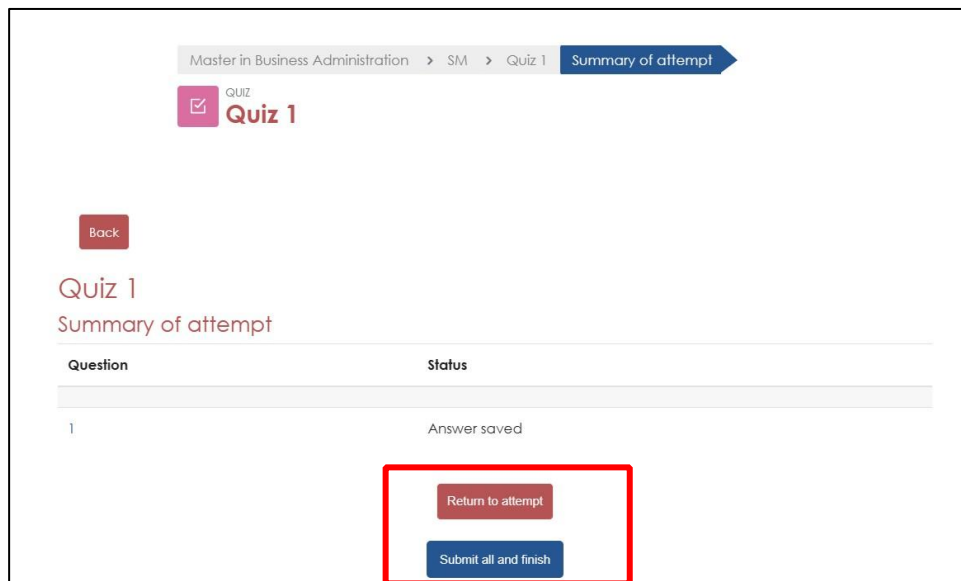 Master in Business Administration > SM > Quiz 1 Summary of attempt
QUIZ
Quiz 1
Back
Quiz 1
Summary of attempt
Question Status
1 Answer saved
Return to attempt
Submit all and finish